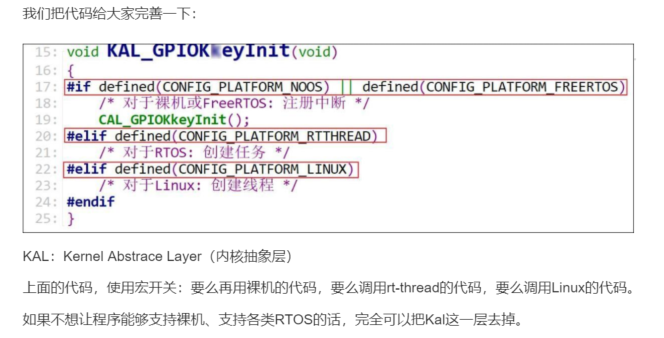 我们把代码给大家完善一下：
15: void KAL_GPIOKkeyInit(void)
16: {
17: #if defined(CONFIG_PLATFORM_NOOS) || defined(CONFIG_PLATFORM_FREERTOS)
18: /* 对于裸机或FreeRTOS: 注册中断 */
19: CAL_GPIOKkeyInit();
20: #elif defined(CONFIG_PLATFORM_RTTHREAD)
21: /* 对于RTOS: 创建任务 */
22: #elif defined(CONFIG_PLATFORM_LINUX)
23: /* 对于Linux: 创建线程 */
24: #endif
25: }
KAL：Kernel Abstrace Layer（内核抽象层）
上面的代码，使用宏开关：要么再用裸机的代码，要么调用rt-thread的代码，要么调用Linux的代码。
如果不想让程序能够支持裸机、支持各类RTOS的话，完全可以把Kal这一层去掉。